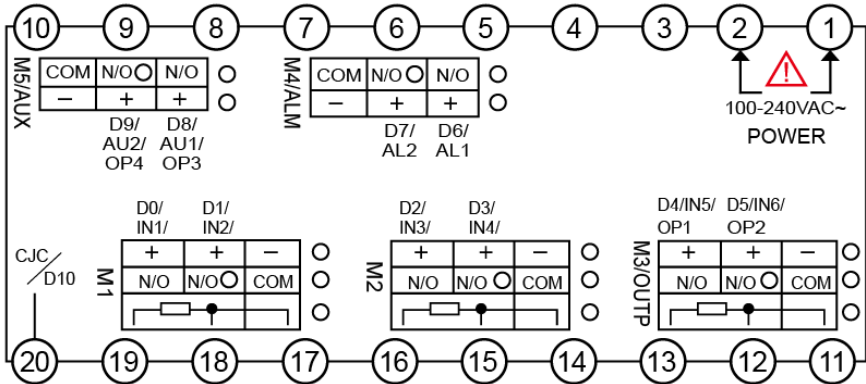 10 9 8 7 6 5 4 3 2 1
M5/AUX
COM N/O N/O
− + +
D9/ D8/
AU2/ AU1/
OP4 OP3
M4/ALM
COM N/O N/O
− + +
D7/ D6/
AL2 AL1
!
100-240VAC~
POWER
CJC/D10
M1
D0/ D1/
IN1/ IN2/
+ + −
N/O N/O COM
M2
D2/ D3/
IN3/ IN4/
+ + −
N/O N/O COM
M3/OUTP
D4/IN5/ D5/IN6/
OP1 OP2
+ + −
N/O N/O COM
20 19 18 17 16 15 14 13 12 11